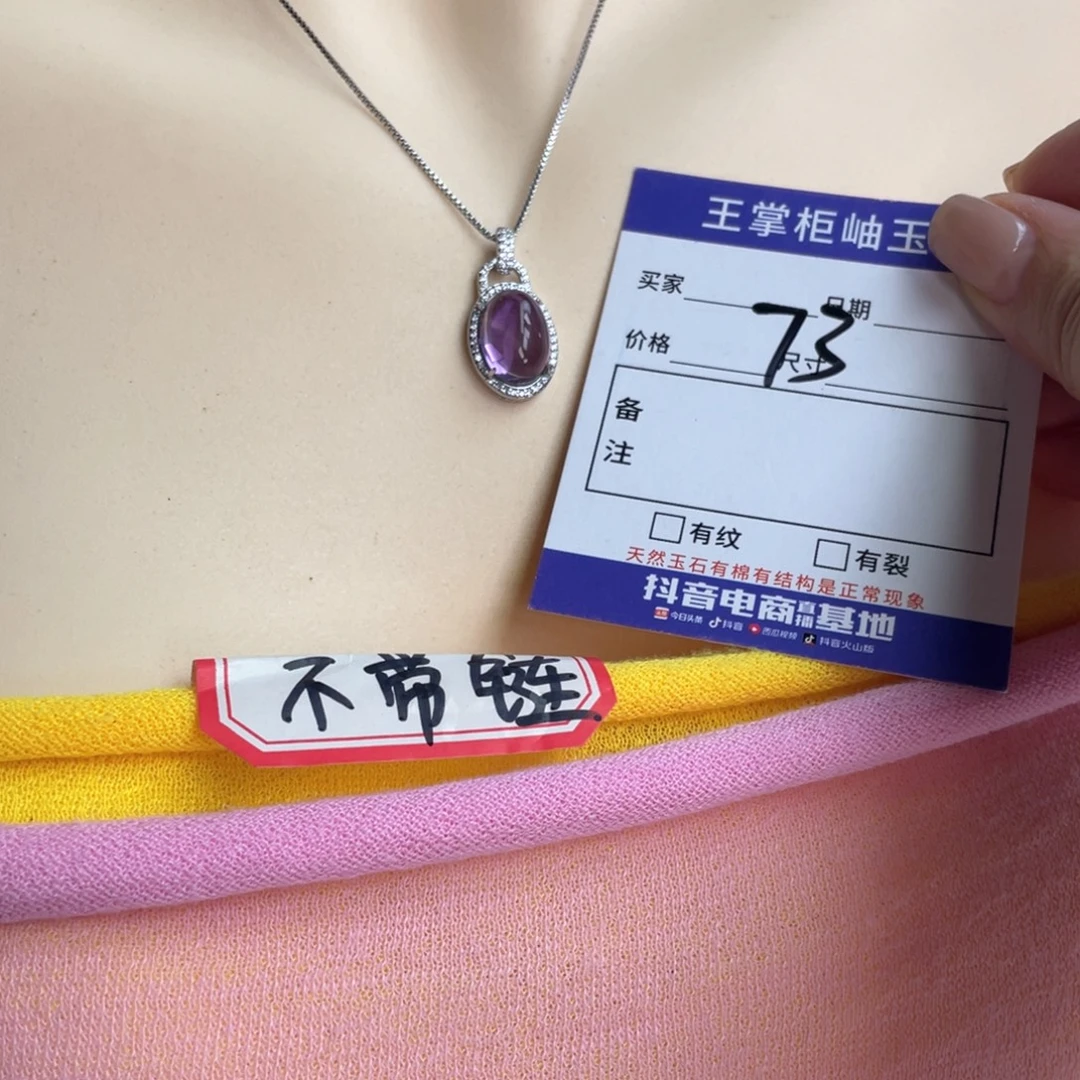 王掌柜岫玉
买家 日期
73
价格 尺寸
备
注
有纹 有裂
天然玉石有棉有结构是正常现象
抖音电商直播基地
今日头条 抖音 西瓜视频 抖音火山版
不带链